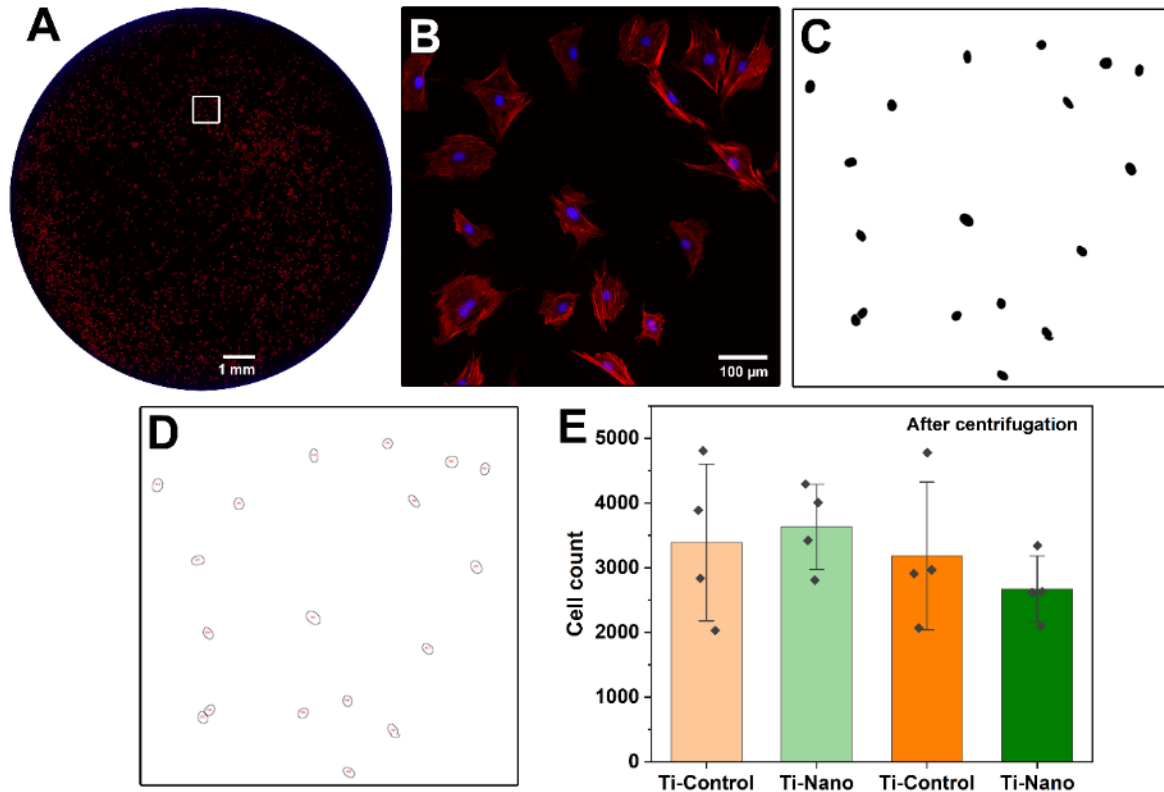 A
1 mm
B
100 µm
C
D
E
After centrifugation
Cell count
5000
4000
3000
2000
1000
0
Ti-Control
Ti-Nano
Ti-Control
Ti-Nano